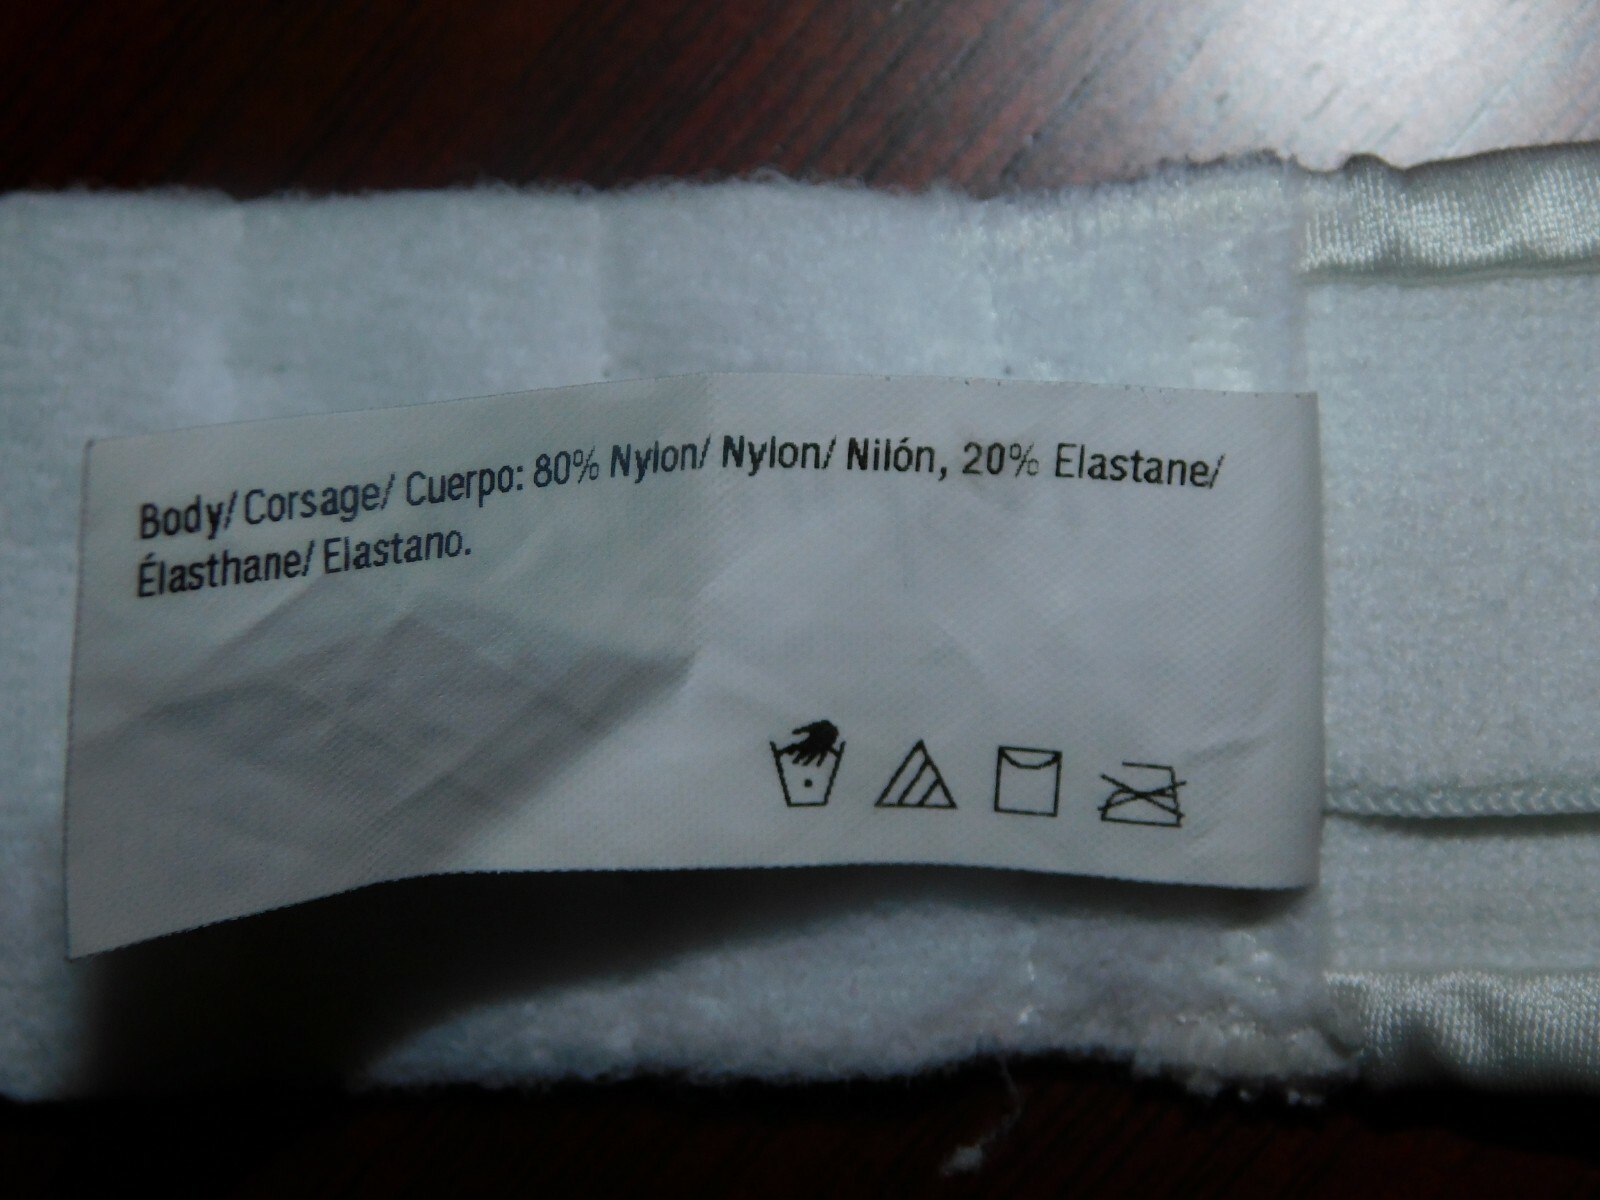 Body/ Corsage/ Cuerpo: 80% Nylon/ Nylon/ Nilón, 20% Elastane/
Élasthane/ Elastano.